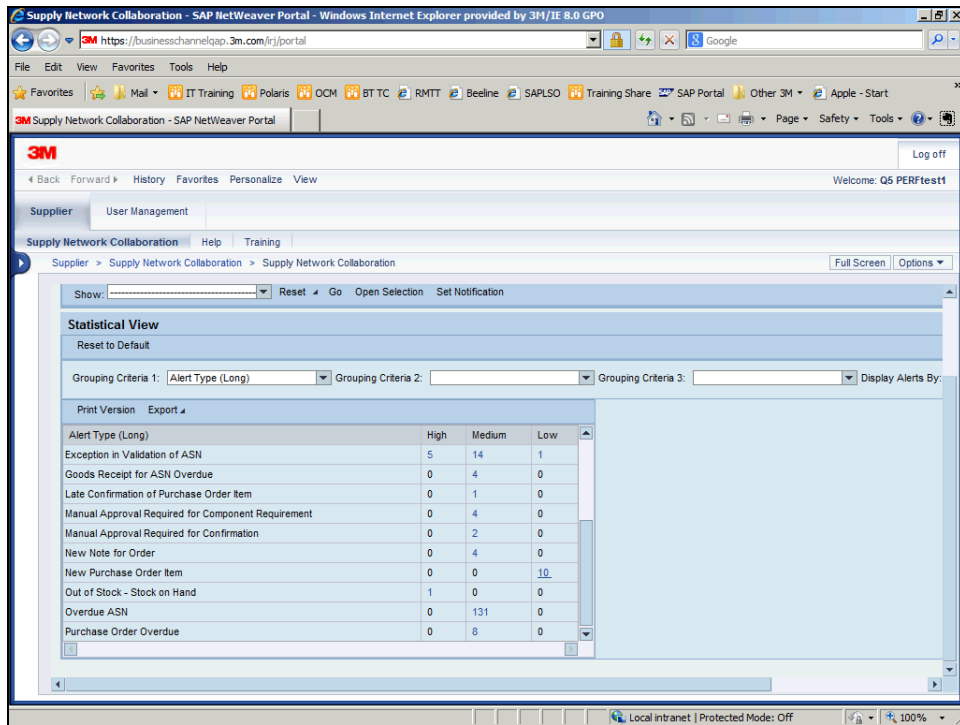 Supply Network Collaboration - SAP NetWeaver Portal - Windows Internet Explorer provided by 3M/IE 8.0 GPO
3M https://businesschannelqap.3m.com/irj/portal
Google
File Edit View Favorites Tools Help
Favorites Mail IT Training Polaris OCM BT TC RMTT Beeline SAPLSO Training Share SAP Portal Other 3M Apple - Start
3M Supply Network Collaboration - SAP NetWeaver Portal
Page Safety Tools
3M
Log off
Back Forward History Favorites Personalize View
Welcome: Q5 PERFtest1
Supplier User Management
Supply Network Collaboration Help Training
Supplier > Supply Network Collaboration > Supply Network Collaboration
Full Screen Options
Show: Reset Go Open Selection Set Notification
Statistical View
Reset to Default
Grouping Criteria 1: Alert Type (Long) Grouping Criteria 2: Grouping Criteria 3: Display Alerts By:
Print Version Export
Alert Type (Long) High Medium Low
Exception in Validation of ASN 5 14 1
Goods Receipt for ASN Overdue 0 4 0
Late Confirmation of Purchase Order Item 0 1 0
Manual Approval Required for Component Requirement 0 4 0
Manual Approval Required for Confirmation 0 2 0
New Note for Order 0 4 0
New Purchase Order Item 0 0 10
Out of Stock - Stock on Hand 1 0 0
Overdue ASN 0 131 0
Purchase Order Overdue 0 8 0
Local intranet | Protected Mode: Off
100%